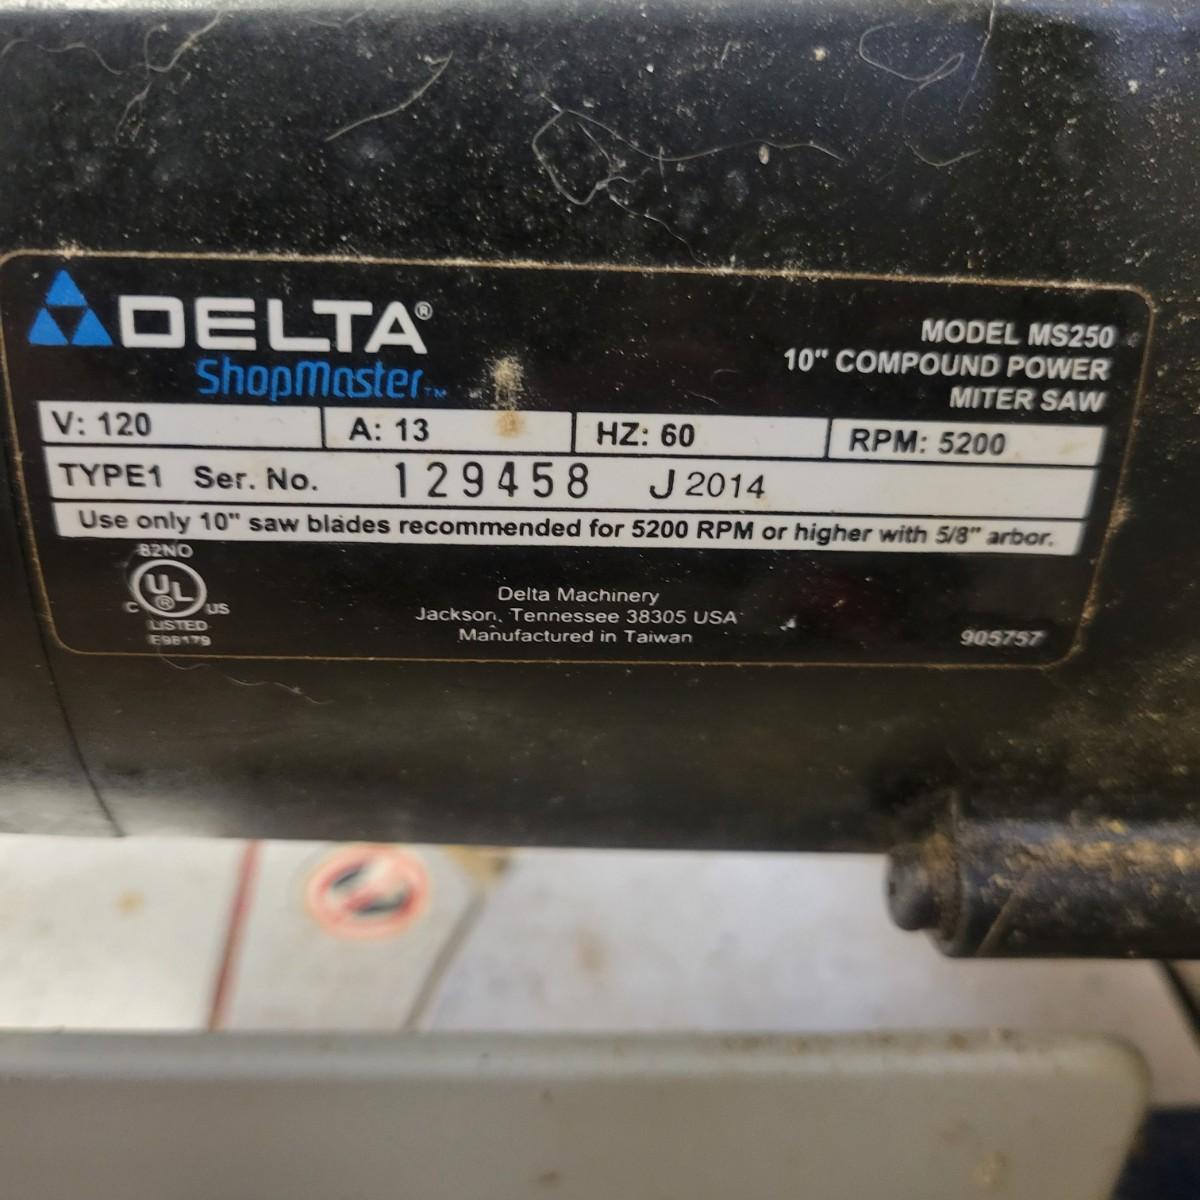 DELTA®
ShopMaster™
MODEL MS250
10" COMPOUND POWER
MITER SAW
V: 120 A: 13 HZ: 60 RPM: 5200
TYPE1 Ser. No. 129458 J 2014
Use only 10" saw blades recommended for 5200 RPM or higher with 5/8" arbor.
82NO
UL
®
C US
LISTED
E98179
Delta Machinery
Jackson, Tennessee 38305 USA
Manufactured in Taiwan
905757